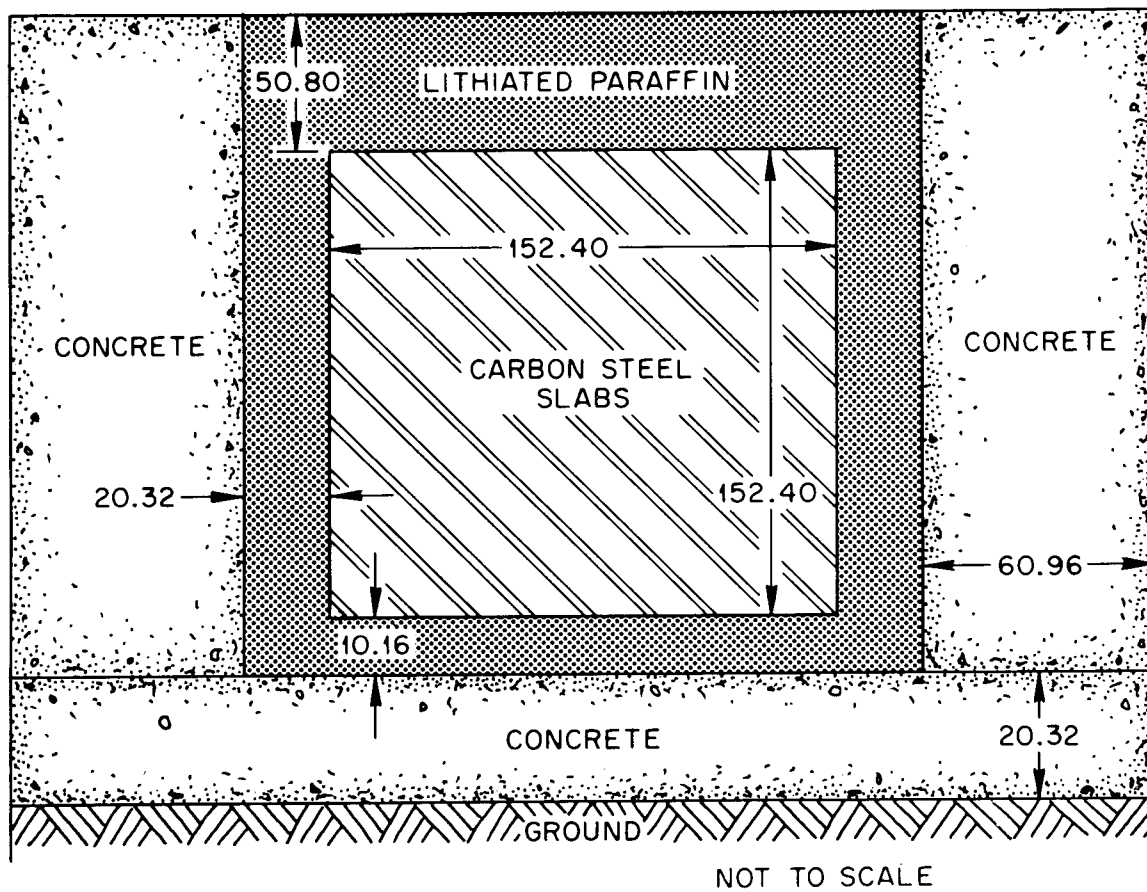 50.80
LITHIATED PARAFFIN
152.40
CONCRETE
CONCRETE
CARBON STEEL
SLABS
20.32
152.40
60.96
10.16
CONCRETE
20.32
GROUND
NOT TO SCALE